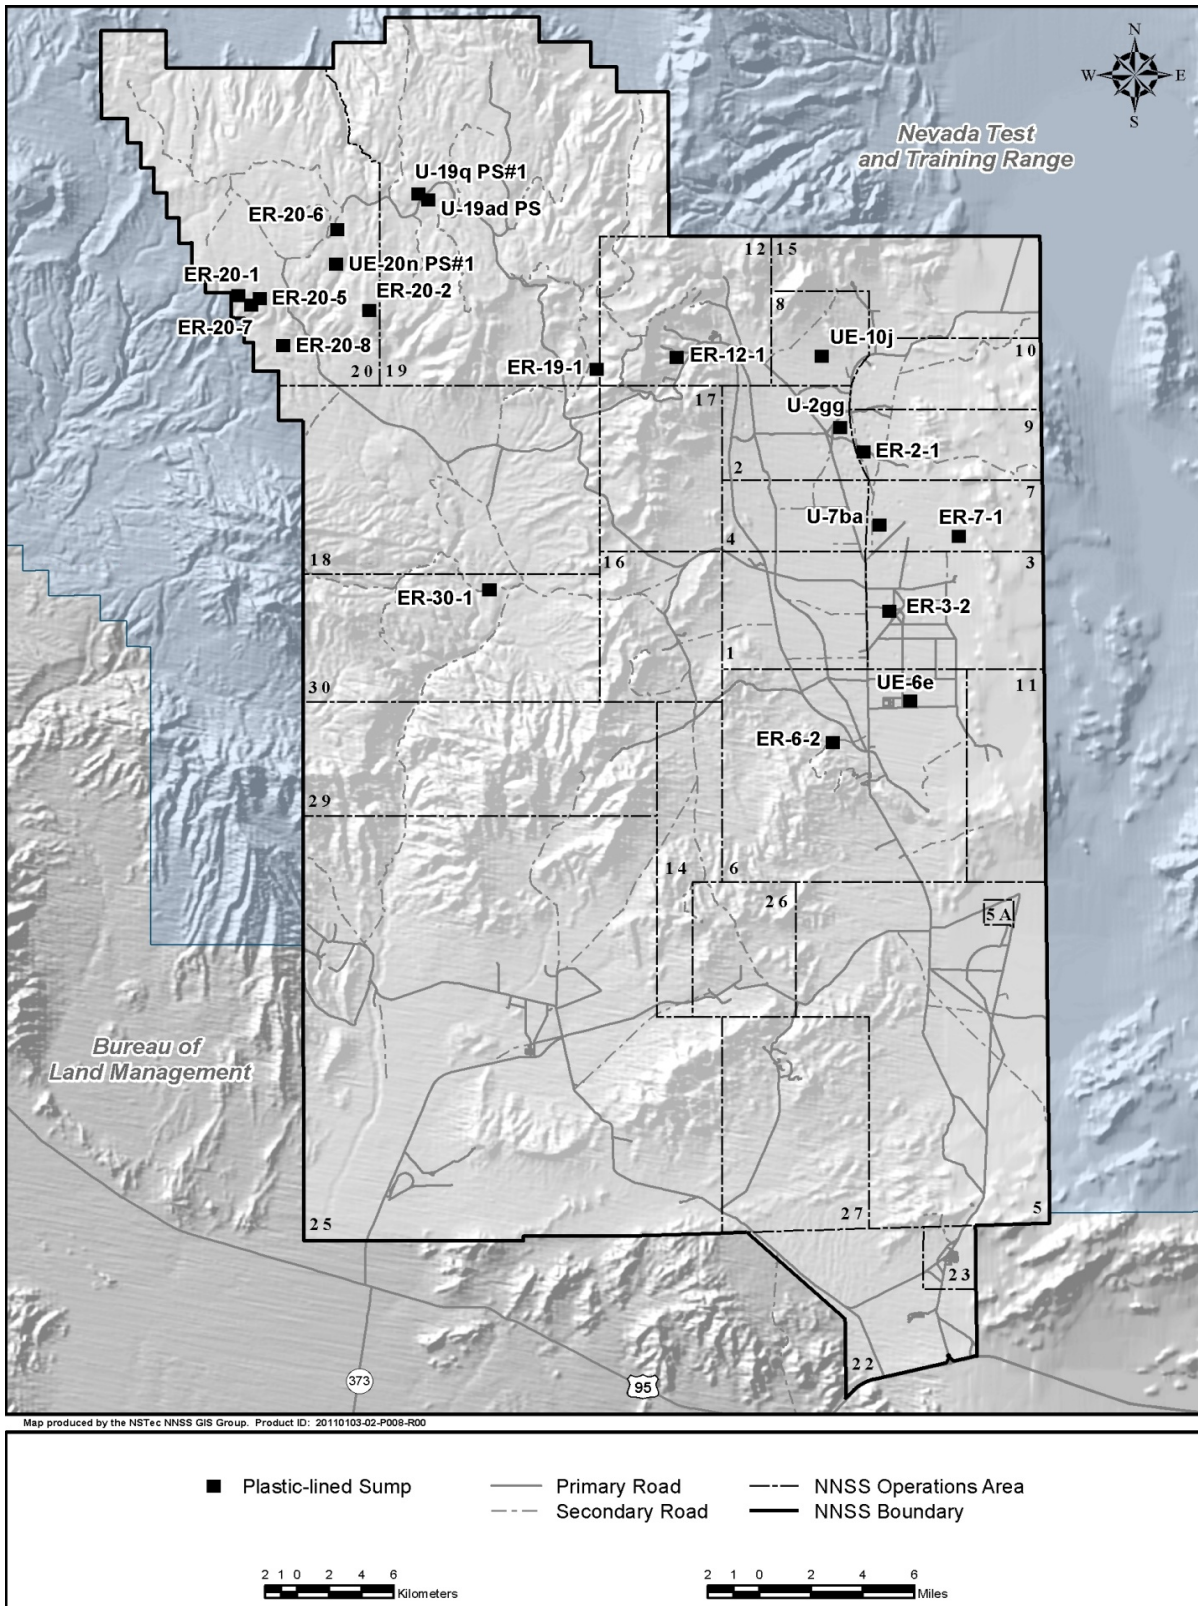 N
W E
S
Nevada Test
and Training Range
U-19q PS#1
U-19ad PS
ER-20-6
UE-20n PS#1
ER-20-1
ER-20-5
ER-20-2
ER-20-7
ER-20-8
20 19
12 15
8
UE-10j
10
ER-19-1
ER-12-1
17
U-2gg
9
ER-2-1
2
7
U-7ba
ER-7-1
4
18
16
3
ER-30-1
ER-3-2
1
30
UE-6e
11
ER-6-2
29
14
6
26
5A
Bureau of
Land Management
25
27
5
23
22
373
95
Map produced by the NSTec NNSS GIS Group. Product ID: 20110103-02-P008-R00
Plastic-lined Sump
Primary Road
NNSS Operations Area
Secondary Road
NNSS Boundary
2 1 0 2 4 6
Kilometers
2 1 0 2 4 6
Miles